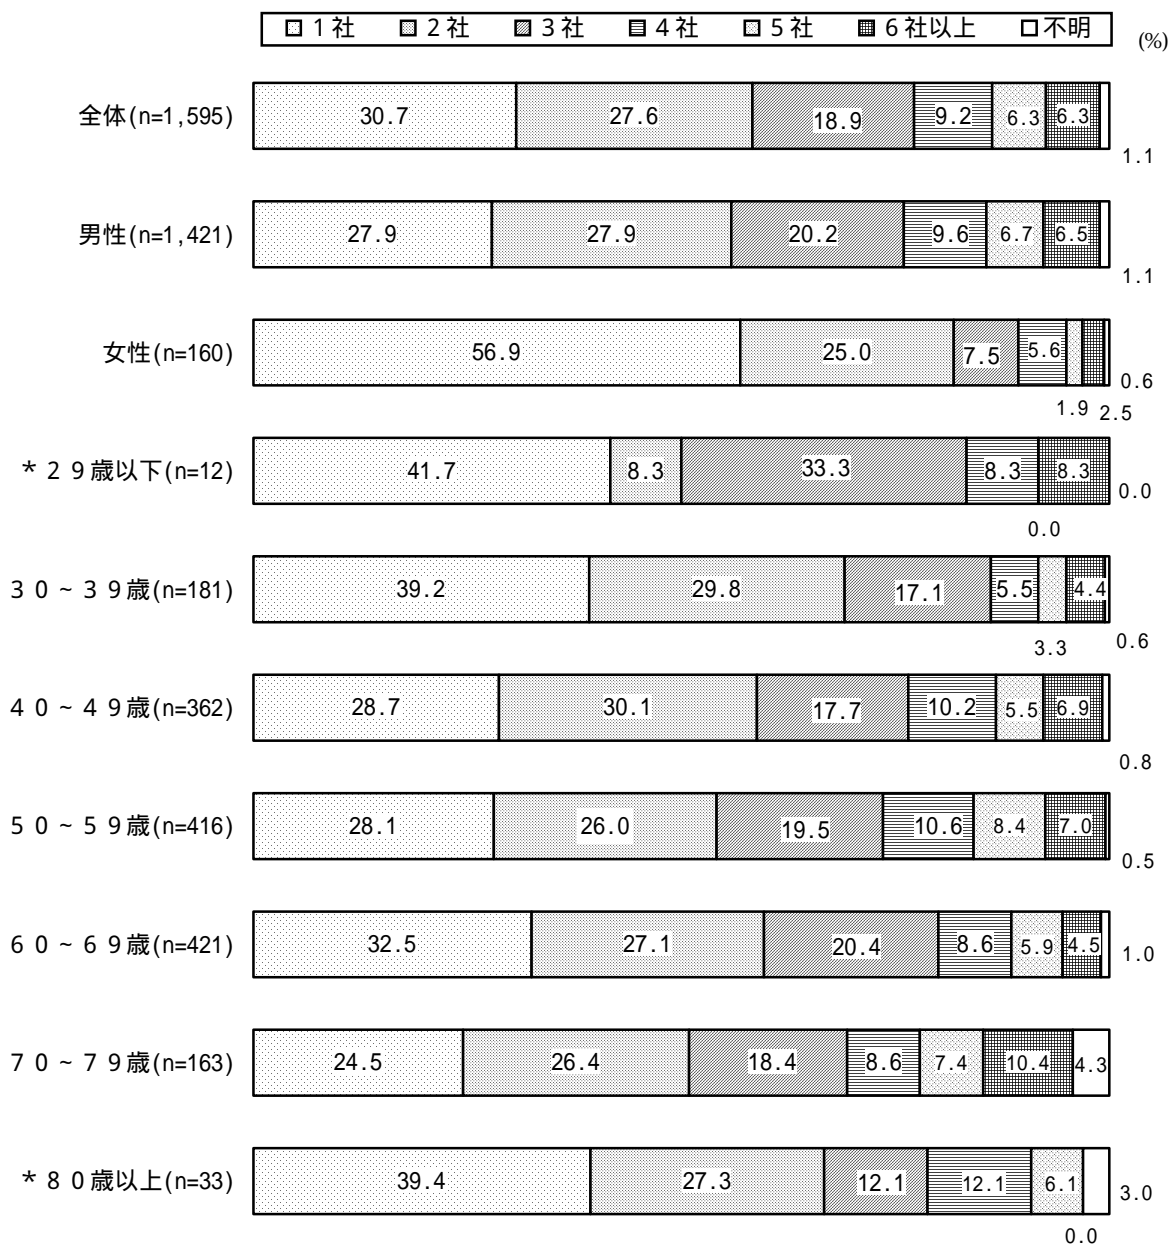 1社 2社 3社 4社 5社 6社以上 不明
(%)
全体(n=1,595) 30.7 27.6 18.9 9.2 6.3 6.3
1.1
男性(n=1,421) 27.9 27.9 20.2 9.6 6.7 6.5
1.1
女性(n=160) 56.9 25.0 7.5 5.6
0.6
1.9 2.5
*29歳以下(n=12) 41.7 8.3 33.3 8.3 8.3
0.0
0.0
30~39歳(n=181) 39.2 29.8 17.1 5.5 4.4
3.3 0.6
40~49歳(n=362) 28.7 30.1 17.7 10.2 5.5 6.9
0.8
50~59歳(n=416) 28.1 26.0 19.5 10.6 8.4 7.0
0.5
60~69歳(n=421) 32.5 27.1 20.4 8.6 5.9 4.5 1.0
70~79歳(n=163) 24.5 26.4 18.4 8.6 7.4 10.4 4.3
*80歳以上(n=33) 39.4 27.3 12.1 12.1 6.1 3.0
0.0